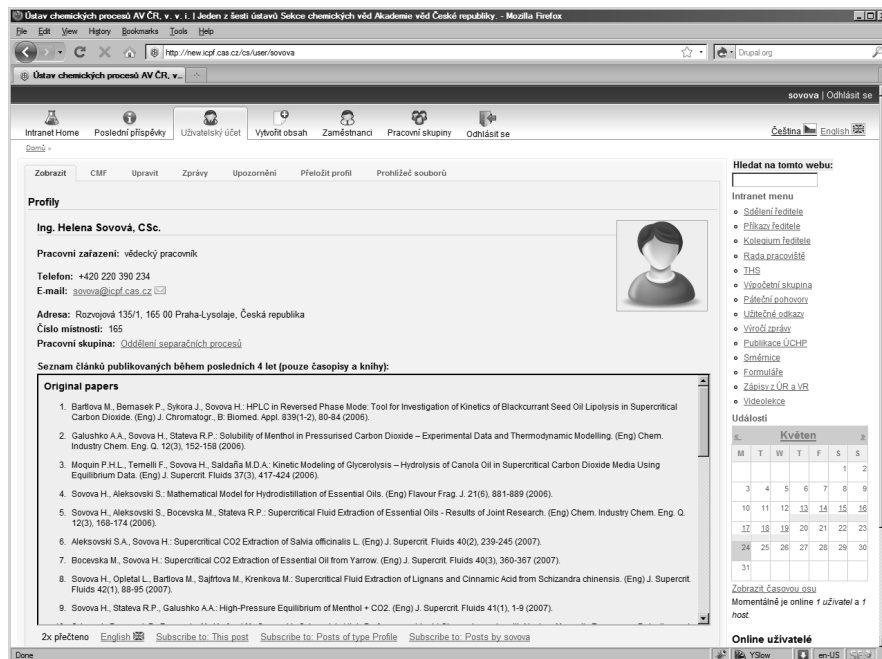 Ústav chemických procesů AV ČR, v. v. i. | Jeden z šesti ústavů Sekce chemických věd Akademie věd České republiky. - Mozilla Firefox
File Edit View History Bookmarks Tools Help
http://new.icpf.cas.cz/cs/user/sovova
Drupal.org
Ústav chemických procesů AV ČR, v...
sovova | Odhlásit se
Intranet Home Poslední příspěvky Uživatelský účet Vytvořit obsah Zaměstnanci Pracovní skupiny Odhlásit se
Čeština English
Domů »
Zobrazit CMF Upravit Zprávy Upozornění Přeložit profil Prohlížeč souborů
Profily
Ing. Helena Sovová, CSc.
Pracovní zařazení: vědecký pracovník
Telefon: +420 220 390 234
E-mail: sovova@icpf.cas.cz
Adresa: Rozvojová 135/1, 165 00 Praha-Lysolaje, Česká republika
Číslo místnosti: 165
Pracovní skupina: Oddělení separačních procesů
Seznam článků publikovaných během posledních 4 let (pouze časopisy a knihy):
Original papers
1. Bartlova M., Bernasek P., Sykora J., Sovova H.: HPLC in Reversed Phase Mode: Tool for Investigation of Kinetics of Blackcurrant Seed Oil Lipolysis in Supercritical
Carbon Dioxide. (Eng) J. Chromatogr., B: Biomed. Appl. 839(1-2), 80-84 (2006).
2. Galushko A.A., Sovova H., Stateva R.P.: Solubility of Menthol in Pressurised Carbon Dioxide – Experimental Data and Thermodynamic Modelling. (Eng) Chem.
Industry Chem. Eng. Q. 12(3), 152-158 (2006).
3. Moquin P.H.L., Temelli F., Sovova H., Saldaña M.D.A.: Kinetic Modeling of Glycerolysis – Hydrolysis of Canola Oil in Supercritical Carbon Dioxide Media Using
Equilibrium Data. (Eng) J. Supercrit. Fluids 37(3), 417-424 (2006).
4. Sovova H., Aleksovski S.: Mathematical Model for Hydrodistillation of Essential Oils. (Eng) Flavour Frag. J. 21(6), 881-889 (2006).
5. Sovova H., Aleksovski S., Bocevska M., Stateva R.P.: Supercritical Fluid Extraction of Essential Oils - Results of Joint Research. (Eng) Chem. Industry Chem. Eng. Q.
12(3), 168-174 (2006).
6. Aleksovski S.A., Sovova H.: Supercritical CO2 Extraction of Salvia officinalis L. (Eng) J. Supercrit. Fluids 40(2), 239-245 (2007).
7. Bocevska M., Sovova H.: Supercritical CO2 Extraction of Essential Oil from Yarrow. (Eng) J. Supercrit. Fluids 40(3), 360-367 (2007).
8. Sovova H., Opletal L., Bartlova M., Sajfrtova M., Krenkova M.: Supercritical Fluid Extraction of Lignans and Cinnamic Acid from Schizandra chinensis. (Eng) J. Supercrit.
Fluids 42(1), 88-95 (2007).
9. Sovova H., Stateva R.P., Galushko A.A.: High-Pressure Equilibrium of Menthol + CO2. (Eng) J. Supercrit. Fluids 41(1), 1-9 (2007).
2x přečteno English Subscribe to: This post Subscribe to: Posts of type Profile Subscribe to: Posts by sovova
Hledat na tomto webu:
Intranet menu
Sdělení ředitele
Příkazy ředitele
Kolegium ředitele
Rada pracoviště
THS
Výpočetní skupina
Páteční pohovory
Užitečné odkazy
Výroční zprávy
Publikace ÚCHP
Směrnice
Formuláře
Zápisy z ÚR a VR
Videolekce
Události
« Květen »
M T W T F S S
1 2
3 4 5 6 7 8 9
10 11 12 13 14 15 16
17 18 19 20 21 22 23
24 25 26 27 28 29 30
31
Zobrazit časovou osu
Momentálně je online 1 uživatel a 1
host.
Online uživatelé
Done
YSlow en-US